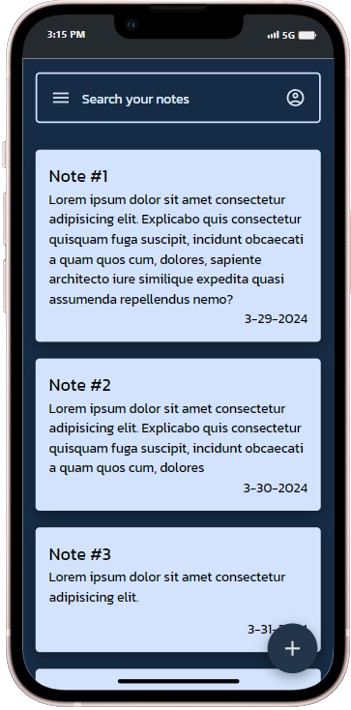 3:15 PM
5G
Search your notes
Note #1
Lorem ipsum dolor sit amet consectetur
adipisicing elit. Explicabo quis consectetur
quisquam fuga suscipit, incidunt obcaecati
a quam quos cum, dolores, sapiente
architecto iure similique expedita quasi
assumenda repellendus nemo?
3-29-2024
Note #2
Lorem ipsum dolor sit amet consectetur
adipisicing elit. Explicabo quis consectetur
quisquam fuga suscipit, incidunt obcaecati
a quam quos cum, dolores
3-30-2024
Note #3
Lorem ipsum dolor sit amet consectetur
adipisicing elit.